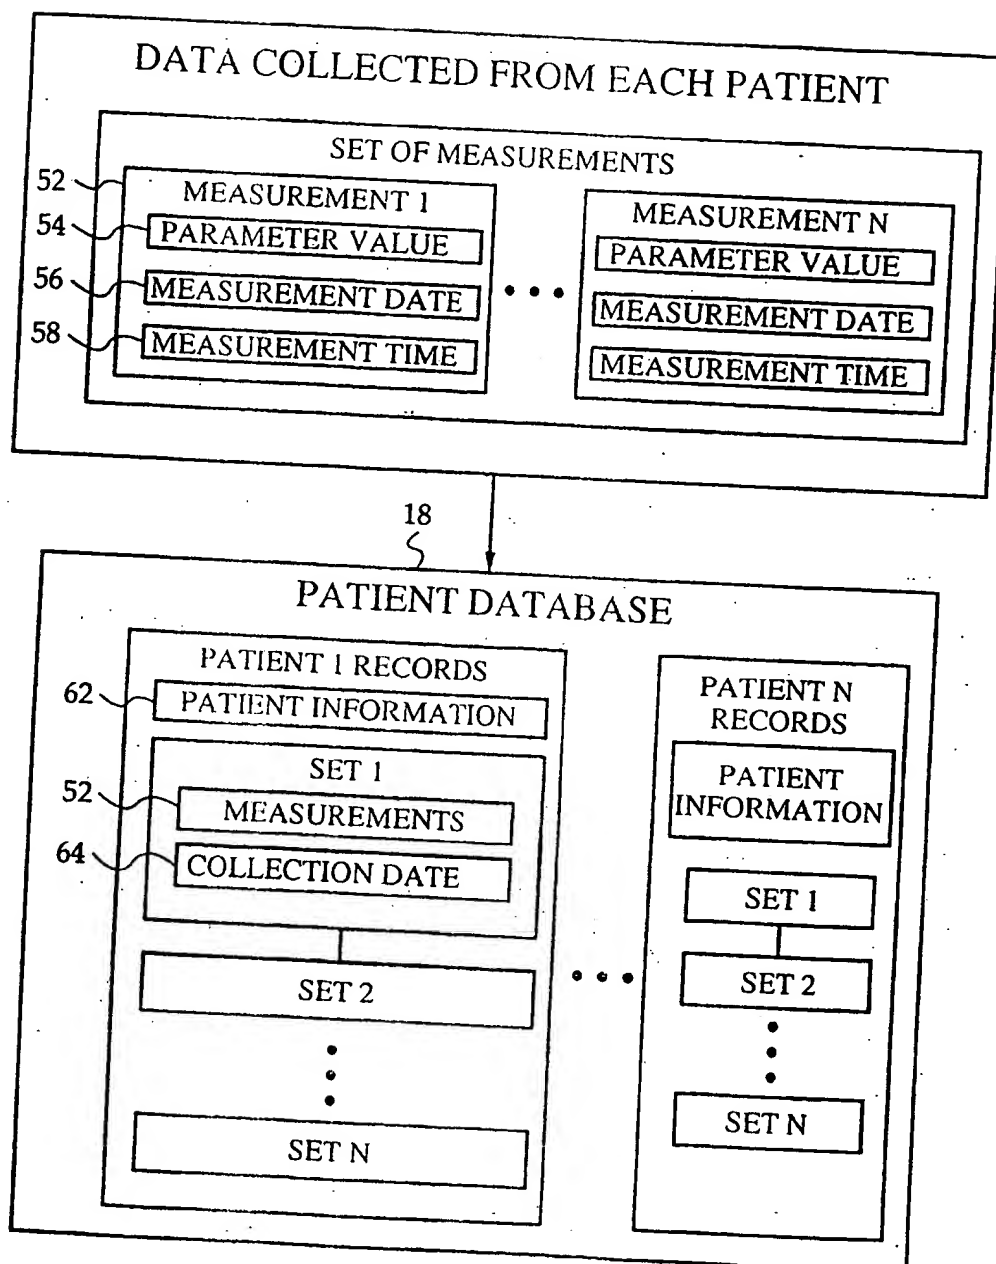 DATA COLLECTED FROM EACH PATIENT
SET OF MEASUREMENTS
52
MEASUREMENT 1
54
PARAMETER VALUE
56
MEASUREMENT DATE
58
MEASUREMENT TIME
MEASUREMENT N
PARAMETER VALUE
MEASUREMENT DATE
MEASUREMENT TIME
18
PATIENT DATABASE
PATIENT 1 RECORDS
62
PATIENT INFORMATION
SET 1
52
MEASUREMENTS
64
COLLECTION DATE
SET 2
SET N
PATIENT N
RECORDS
PATIENT
INFORMATION
SET 1
SET 2
SET N